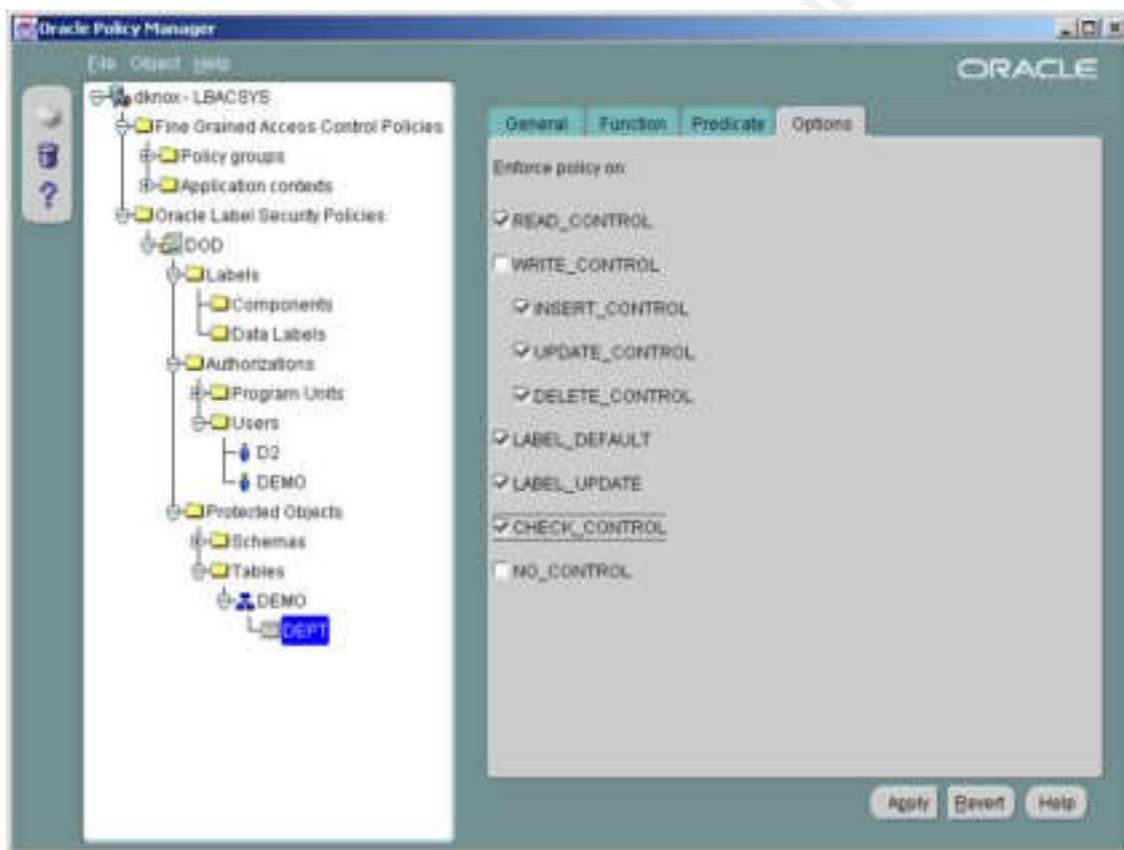 Oracle Policy Manager
File Object Help
ORACLE
dknox - LBACSYS
Fine Grained Access Control Policies
Policy groups
Application contexts
Oracle Label Security Policies
DOD
Labels
Components
Data Labels
Authorizations
Program Units
Users
D2
DEMO
Protected Objects
Schemas
Tables
DEMO
DEPT
General Function Predicate Options
Enforce policy on:
READ_CONTROL
WRITE_CONTROL
INSERT_CONTROL
UPDATE_CONTROL
DELETE_CONTROL
LABEL_DEFAULT
LABEL_UPDATE
CHECK_CONTROL
NO_CONTROL
Apply Revert Help